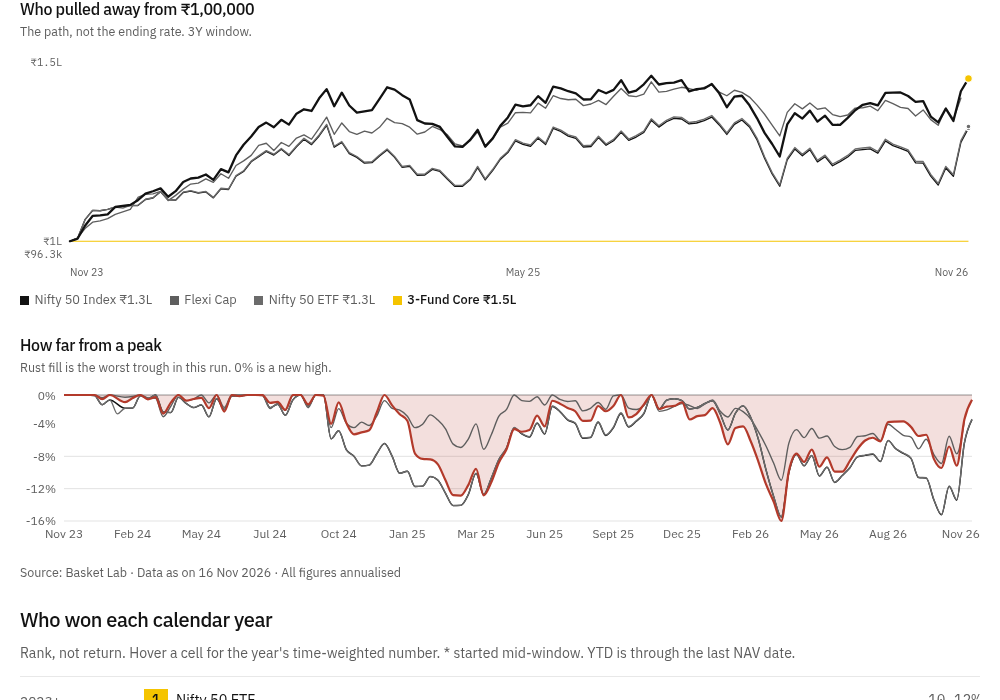 Who pulled away from ₹1,00,000
The path, not the ending rate. 3Y window.
₹1.5L
₹1L
₹96.3k
Nov 23 May 25 Nov 26
Nifty 50 Index ₹1.3L Flexi Cap Nifty 50 ETF ₹1.3L 3-Fund Core ₹1.5L
How far from a peak
Rust fill is the worst trough in this run. 0% is a new high.
0%
-4%
-8%
-12%
-16%
Nov 23 Feb 24 May 24 Jul 24 Oct 24 Jan 25 Mar 25 Jun 25 Sept 25 Dec 25 Feb 26 May 26 Aug 26 Nov 26
Source: Basket Lab · Data as on 16 Nov 2026 · All figures annualised
Who won each calendar year
Rank, not return. Hover a cell for the year's time-weighted number. * started mid-window. YTD is through the last NAV date.
1 Nifty 50 ETF 10.12%